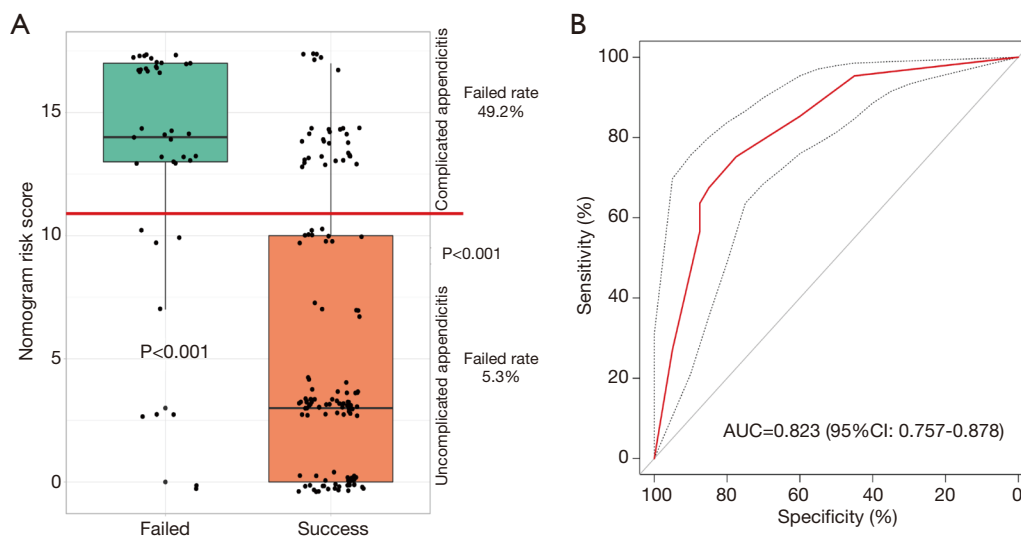 A
Nomogram risk score
15
10
5
0
Failed
Success
P<0.001
Complicated appendicitis
Uncomplicated appendicitis
Failed rate
49.2%
P<0.001
Failed rate
5.3%
B
Sensitivity (%)
100
80
60
40
20
0
AUC=0.823 (95%CI: 0.757-0.878)
100
80
60
40
20
0
Specificity (%)